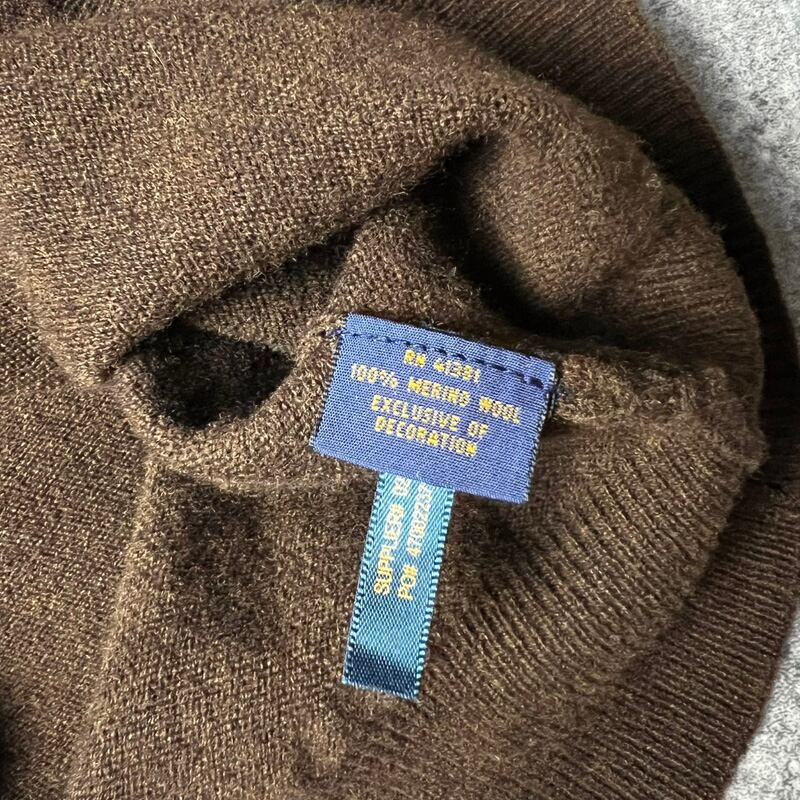 RN 41381
100% MERINO WOOL
EXCLUSIVE OF
DECORATION
SUPPLIER#
PO#